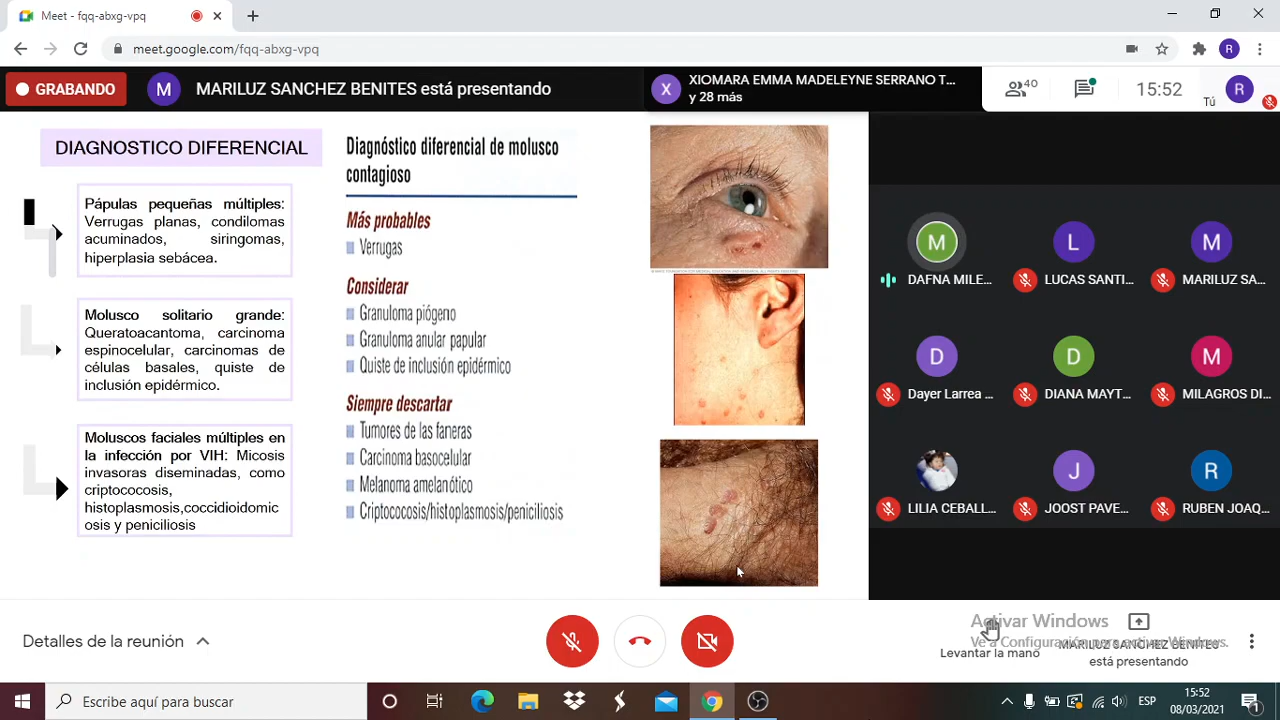 Meet - fqq-abxg-vpq
meet.google.com/fqq-abxg-vpq
R
GRABANDO
M
MARILUZ SANCHEZ BENITES está presentando
X
XIOMARA EMMA MADELEYNE SERRANO T...
y 28 más
40
15:52
Tú
R
DIAGNOSTICO DIFERENCIAL
Pápulas pequeñas múltiples:
Verrugas planas, condilomas
acuminados, siringomas,
hiperplasia sebácea.
Molusco solitario grande:
Queratoacantoma, carcinoma
espinocelular, carcinomas de
células basales, quiste de
inclusión epidérmico.
Moluscos faciales múltiples en
la infección por VIH: Micosis
invasoras diseminadas, como
criptococosis,
histoplasmosis,coccidioidomic
osis y peniciliosis
Diagnóstico diferencial de molusco
contagioso
Más probables
Verrugas
Considerar
Granuloma piógeno
Granuloma anular papular
Quiste de inclusión epidérmico
Siempre descartar
Tumores de las faneras
Carcinoma basocelular
Melanoma amelanótico
Criptococosis/histoplasmosis/peniciliosis
M
DAFNA MILE...
L
LUCAS SANTI...
M
MARILUZ SA...
D
Dayer Larrea ...
D
DIANA MAYT...
M
MILAGROS DI...
LILIA CEBALL...
J
JOOST PAVE...
R
RUBEN JOAQ...
Detalles de la reunión
Levantar la mano
MARILUZ SANCHEZ BENITES
está presentando
Activar Windows
Ve a Configuración para activar Windows.
Escribe aquí para buscar
ESP
15:52
08/03/2021
1